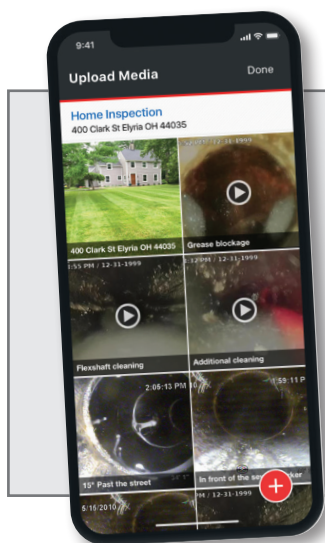 9:41
Upload Media
Done
Home Inspection
400 Clark St Elyria OH 44035
400 Clark St Elyria OH 44035
Grease blockage
1:55 PM / 12-31-1999
12-31-1999
Flexshaft cleaning
Additional cleaning
2:05:13 PM
15" Past the street
In front of the
5/16/2010
PM / 12-31-1999